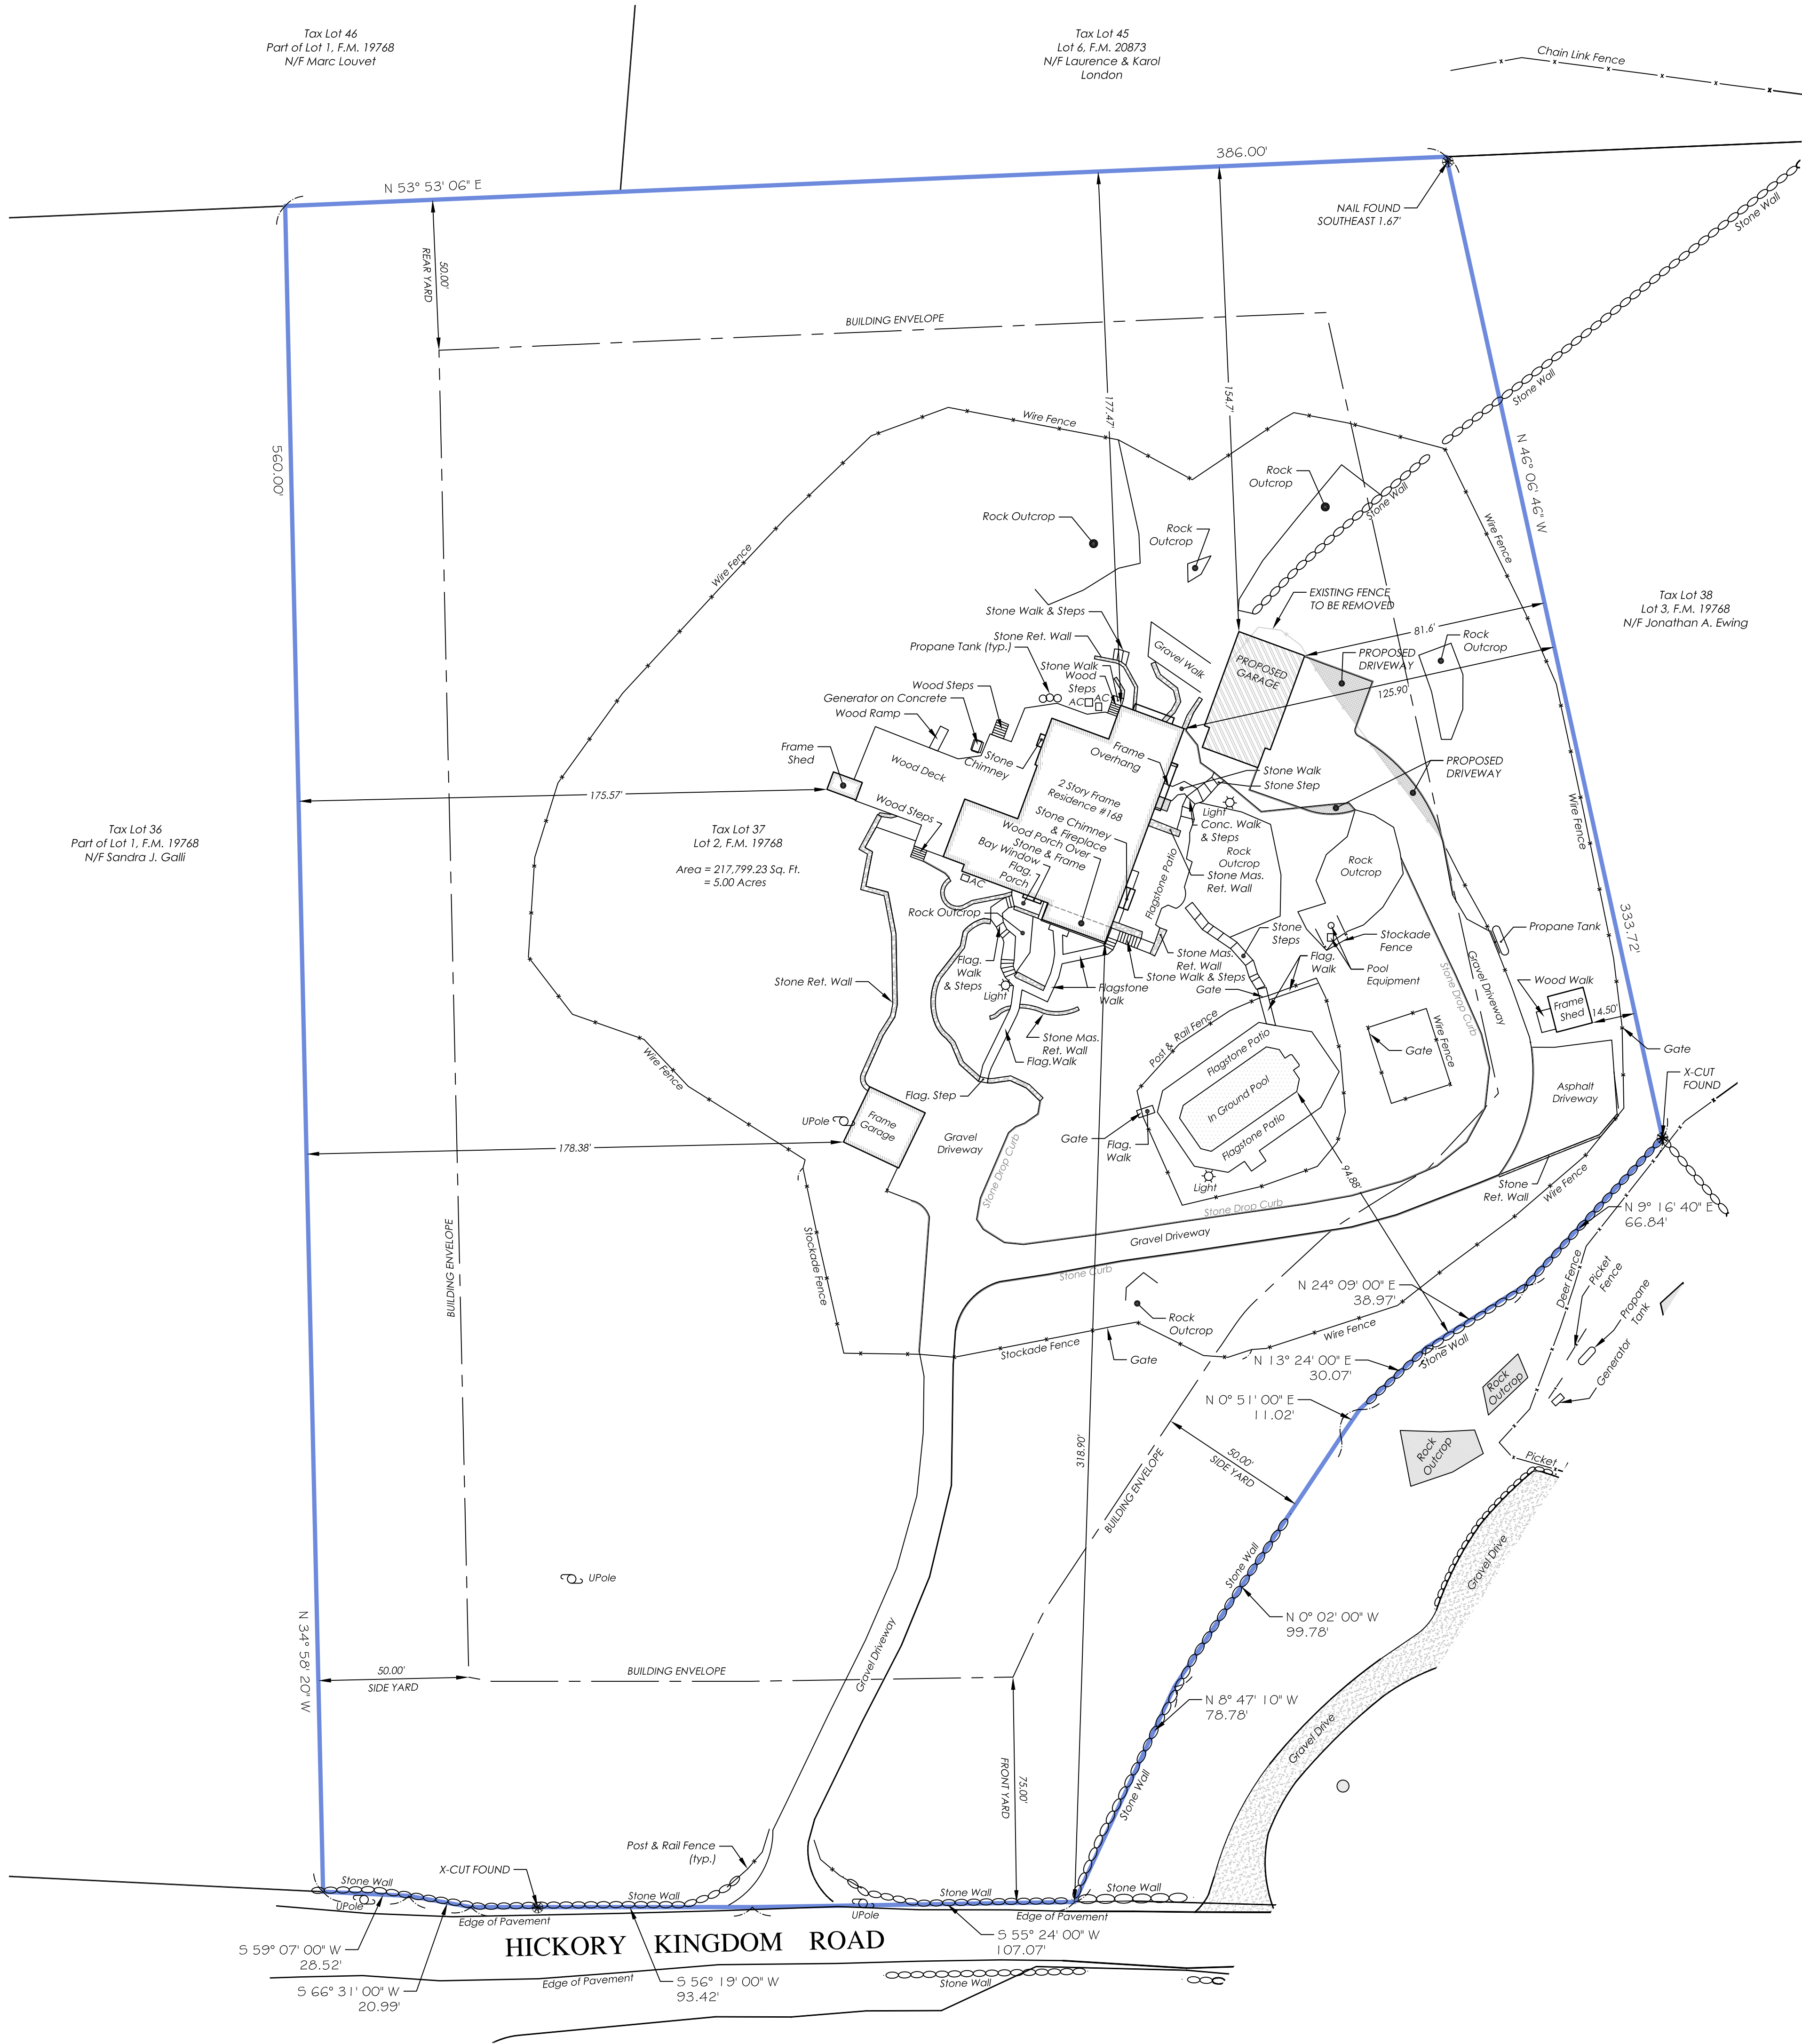 Tax Lot 46
Part of Lot 1, F.M. 19768
N/F Marc Louvet
Tax Lot 45
Lot 6, F.M. 20873
N/F Laurence & Karol
London
Chain Link Fence
386.00'
N 53° 53' 06" E
NAIL FOUND
SOUTHEAST 1.67'
Stone Wall
50.00'
REAR YARD
BUILDING ENVELOPE
Stone Wall
177.47'
154.7'
Wire Fence
560.00'
N 46° 06' 46" W
Rock
Outcrop
Stone Wall
Rock Outcrop
Rock
Outcrop
Wire Fence
Wire Fence
EXISTING FENCE
TO BE REMOVED
Tax Lot 38
Lot 3, F.M. 19768
N/F Jonathan A. Ewing
Stone Walk & Steps
Stone Ret. Wall
Propane Tank (typ.)
Gravel Walk
81.6'
Rock
Outcrop
PROPOSED
GARAGE
PROPOSED
DRIVEWAY
Stone Walk
Wood
Steps
AC
AC
125.90'
Wood Steps
Generator on Concrete
Wood Ramp
Frame
Shed
Wood Deck
Stone
Chimney
Frame
Overhang
PROPOSED
DRIVEWAY
Stone Walk
Stone Step
175.57'
2 Story Frame
Residence #168
Wood Steps
Stone Chimney
& Fireplace
Wood Porch Over
Stone & Frame
Bay Window
Flag.
Porch
Light
Conc. Walk
& Steps
Rock
Outcrop
Stone Mas.
Ret. Wall
Flagstone Patio
Rock
Outcrop
Wire Fence
Tax Lot 36
Part of Lot 1, F.M. 19768
N/F Sandra J. Galli
Tax Lot 37
Lot 2, F.M. 19768
Area = 217,799.23 Sq. Ft.
= 5.00 Acres
AC
Rock Outcrop
333.72'
Propane Tank
Stone
Steps
Stockade
Fence
Stone Mas.
Ret. Wall
Stone Walk & Steps
Flag.
Walk
& Steps
Light
Flagstone
Walk
Gate
Flag.
Walk
Pool
Equipment
Stone Drop Curb
Gravel Driveway
Stone Ret. Wall
Wood Walk
Frame
Shed
14.50'
Post & Rail Fence
Wire Fence
Gate
Gate
Stone Mas.
Ret. Wall
Flag.Walk
Flagstone Patio
In Ground Pool
Flagstone Patio
X-CUT
FOUND
Asphalt
Driveway
Wire Fence
Flag. Step
UPole
Frame
Garage
Gravel
Driveway
Gate
Flag.
Walk
178.38'
Stone Drop Curb
Light
94.88'
Stone
Ret. Wall
Wire Fence
Stone Drop Curb
N 9° 16' 40" E
66.84'
Gravel Driveway
Stockade Fence
BUILDING ENVELOPE
Stone Curb
N 24° 09' 00" E
38.97'
Deer Fence
Picket
Fence
Propane
Tank
Rock
Outcrop
Wire Fence
Stockade Fence
Gate
N 13° 24' 00" E
30.07'
Stone Wall
Generator
Rock
Outcrop
N 0° 51' 00" E
11.02'
318.90'
50.00'
SIDE YARD
Rock
Outcrop
Picket
BUILDING ENVELOPE
Stone Wall
Gravel Drive
UPole
N 0° 02' 00" W
99.78'
N 34° 58' 20" W
50.00'
SIDE YARD
BUILDING ENVELOPE
Gravel Driveway
N 8° 47' 10" W
78.78'
Gravel Drive
75.00'
FRONT YARD
Stone Wall
Post & Rail Fence
(typ.)
X-CUT FOUND
Stone Wall
Stone Wall
Stone Wall
Stone Wall
UPole
UPole
Edge of Pavement
Edge of Pavement
HICKORY KINGDOM ROAD
S 59° 07' 00" W
28.52'
S 55° 24' 00" W
107.07'
S 66° 31' 00" W
20.99'
Edge of Pavement
S 56° 19' 00" W
93.42'
Stone Wall